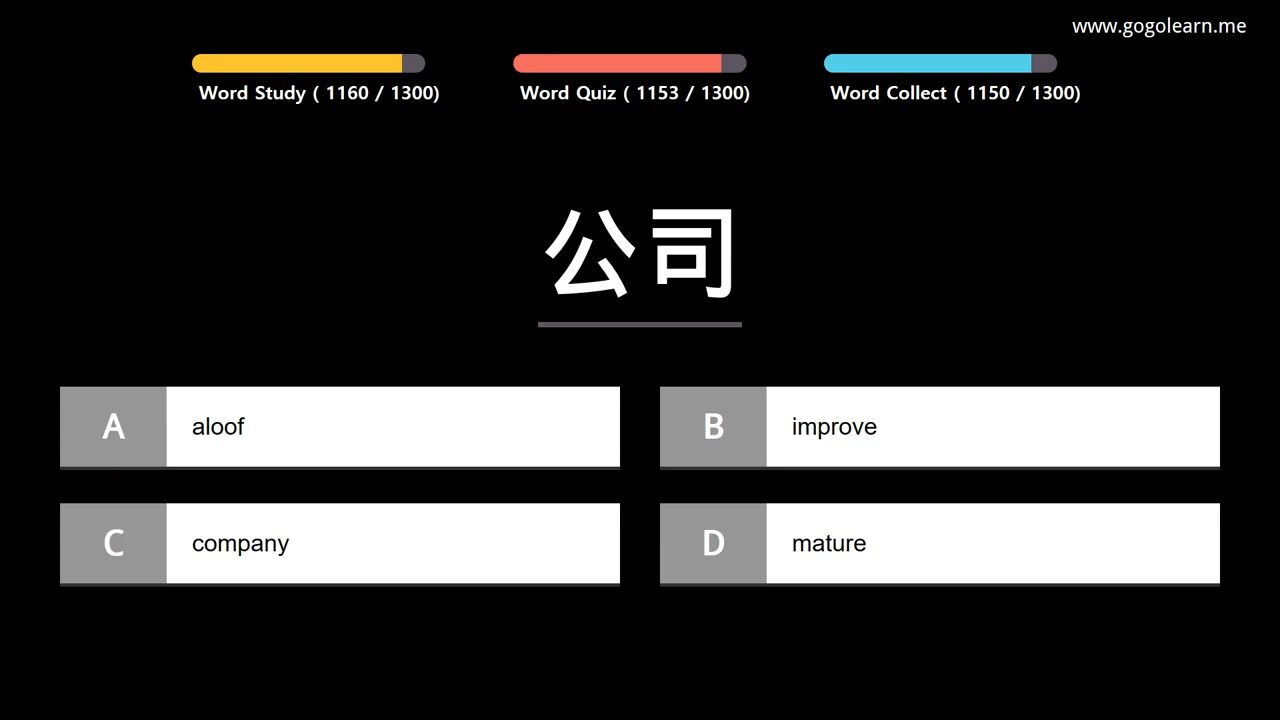 www.gogolearn.me
Word Study ( 1160 / 1300)
Word Quiz ( 1153 / 1300)
Word Collect ( 1150 / 1300)
公司
A aloof
B improve
C company
D mature